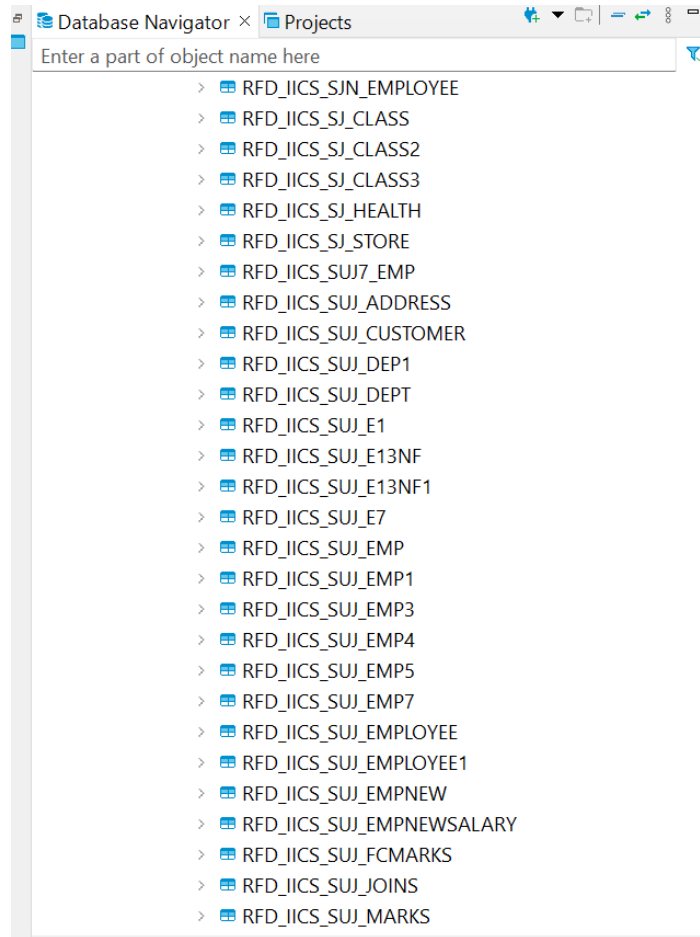 Database Navigator × Projects
Enter a part of object name here
RFD_IICS_SJN_EMPLOYEE
RFD_IICS_SJ_CLASS
RFD_IICS_SJ_CLASS2
RFD_IICS_SJ_CLASS3
RFD_IICS_SJ_HEALTH
RFD_IICS_SJ_STORE
RFD_IICS_SUJ7_EMP
RFD_IICS_SUJ_ADDRESS
RFD_IICS_SUJ_CUSTOMER
RFD_IICS_SUJ_DEP1
RFD_IICS_SUJ_DEPT
RFD_IICS_SUJ_E1
RFD_IICS_SUJ_E13NF
RFD_IICS_SUJ_E13NF1
RFD_IICS_SUJ_E7
RFD_IICS_SUJ_EMP
RFD_IICS_SUJ_EMP1
RFD_IICS_SUJ_EMP3
RFD_IICS_SUJ_EMP4
RFD_IICS_SUJ_EMP5
RFD_IICS_SUJ_EMP7
RFD_IICS_SUJ_EMPLOYEE
RFD_IICS_SUJ_EMPLOYEE1
RFD_IICS_SUJ_EMPNEW
RFD_IICS_SUJ_EMPNEWSALARY
RFD_IICS_SUJ_FCMARKS
RFD_IICS_SUJ_JOINS
RFD_IICS_SUJ_MARKS